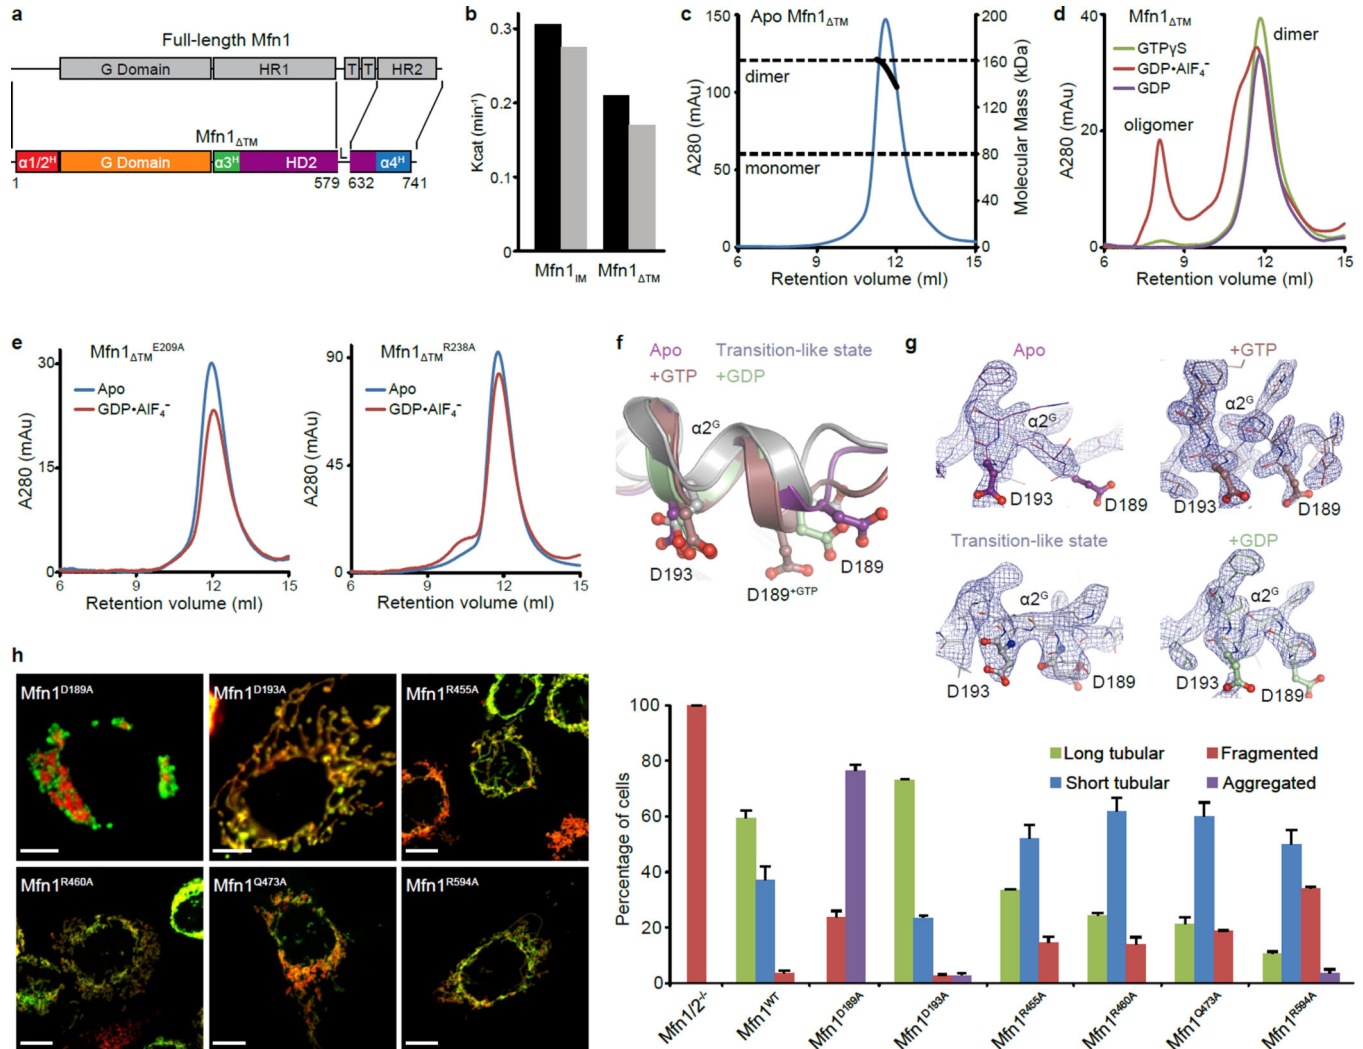 a
Full-length Mfn1
G Domain HR1 T T HR2
Mfn1ΔTM
L
α1/2ᴴ G Domain α3ᴴ HD2 α4ᴴ
1 579 632 741
b
Kcat (min⁻¹)
0.3
0.2
0.1
0
Mfn1IM Mfn1ΔTM
c
Apo Mfn1ΔTM
A280 (mAu)
150
100
50
0
dimer
monomer
Molecular Mass (kDa)
200
160
120
80
40
0
6 9 12 15
Retention volume (ml)
d
Mfn1ΔTM
GTPγS
GDP•AlF₄⁻
GDP
dimer
oligomer
A280 (mAu)
40
20
0
6 9 12 15
Retention volume (ml)
e
Mfn1ΔTM E209A
Apo
GDP•AlF₄⁻
A280 (mAu)
30
15
0
6 9 12 15
Retention volume (ml)
Mfn1ΔTM R238A
Apo
GDP•AlF₄⁻
A280 (mAu)
90
45
0
6 9 12 15
Retention volume (ml)
f
Apo Transition-like state
+GTP +GDP
α2ᴳ
D193
D189
D189⁺ᴳᵀᴾ
g
Apo
α2ᴳ
D193
D189
+GTP
α2ᴳ
D193
D189
Transition-like state
α2ᴳ
D193
D189
+GDP
α2ᴳ
D193
D189
h
Mfn1D189A
Mfn1D193A
Mfn1R455A
Mfn1R460A
Mfn1Q473A
Mfn1R594A
Percentage of cells
100
80
60
40
20
0
Long tubular
Fragmented
Short tubular
Aggregated
Mfn1/2⁻/⁻
Mfn1WT
Mfn1D189A
Mfn1D193A
Mfn1R455A
Mfn1R460A
Mfn1Q473A
Mfn1R594A